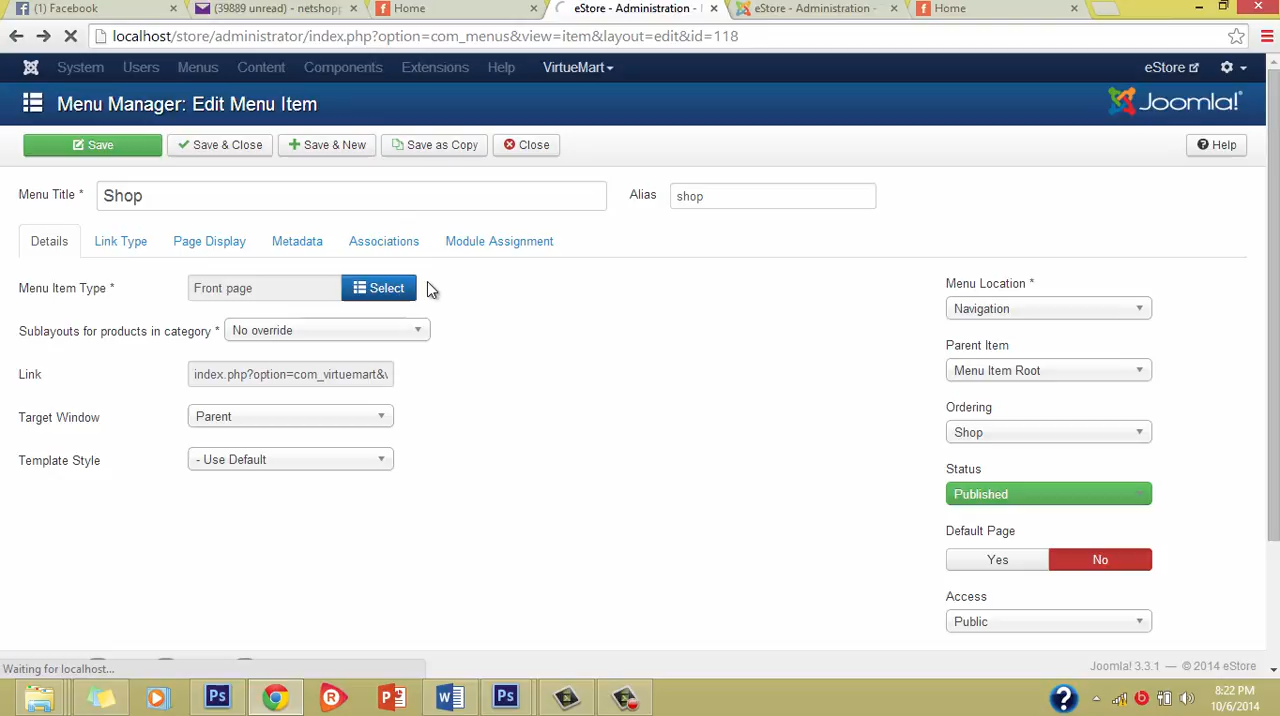 (1) Facebook
(39889 unread) - netshopp
Home
eStore - Administration -
eStore - Administration -
Home
localhost/store/administrator/index.php?option=com_menus&view=item&layout=edit&id=118
System Users Menus Content Components Extensions Help VirtueMart eStore
Menu Manager: Edit Menu Item
Joomla!
Save Save & Close Save & New Save as Copy Close Help
Menu Title * Shop Alias shop
Details Link Type Page Display Metadata Associations Module Assignment
Menu Item Type * Front page Select
Sublayouts for products in category * No override
Link index.php?option=com_virtuemart&
Target Window Parent
Template Style - Use Default
Menu Location *
Navigation
Parent Item
Menu Item Root
Ordering
Shop
Status
Published
Default Page
Yes No
Access
Public
Waiting for localhost...
Joomla! 3.3.1 — © 2014 eStore
8:22 PM
10/6/2014